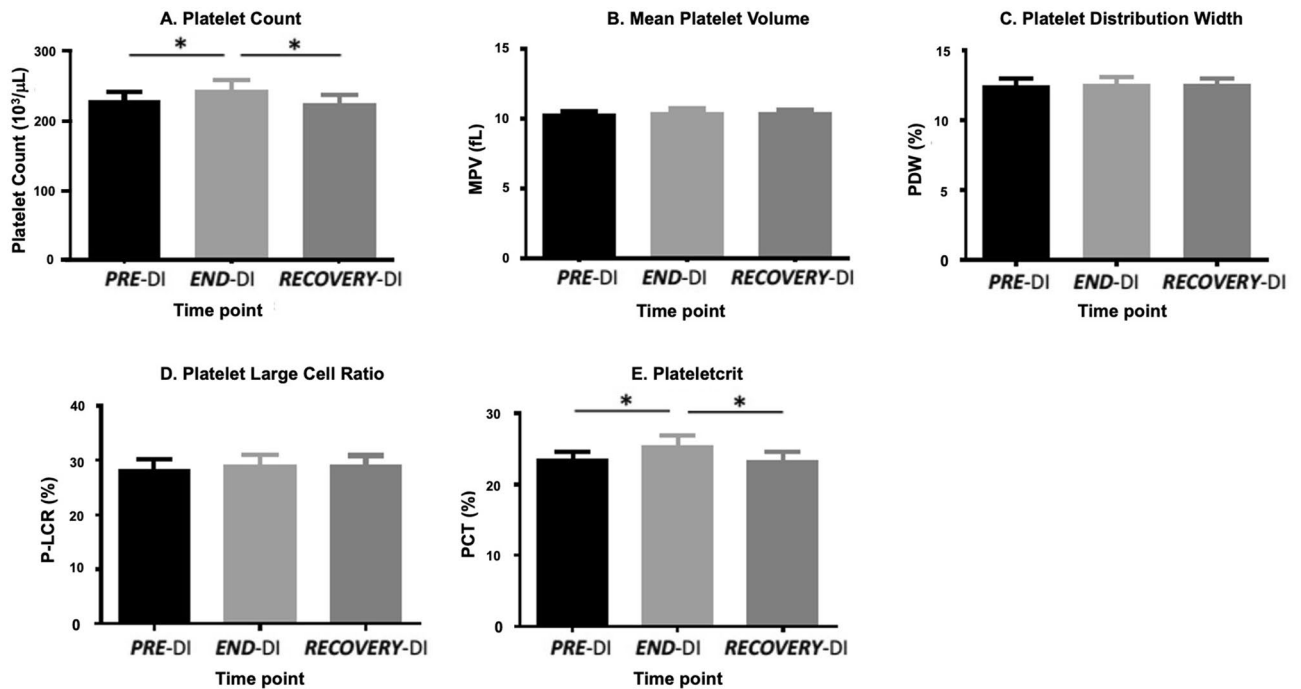 A. Platelet Count
*
*
Platelet Count (10³/µL)
300
200
100
0
PRE-DI
END-DI
RECOVERY-DI
Time point
B. Mean Platelet Volume
MPV (fL)
15
10
5
0
PRE-DI
END-DI
RECOVERY-DI
Time point
C. Platelet Distribution Width
PDW (%)
15
10
5
0
PRE-DI
END-DI
RECOVERY-DI
Time point
D. Platelet Large Cell Ratio
P-LCR (%)
40
30
20
10
0
PRE-DI
END-DI
RECOVERY-DI
Time point
E. Plateletcrit
*
*
PCT (%)
30
20
10
0
PRE-DI
END-DI
RECOVERY-DI
Time point